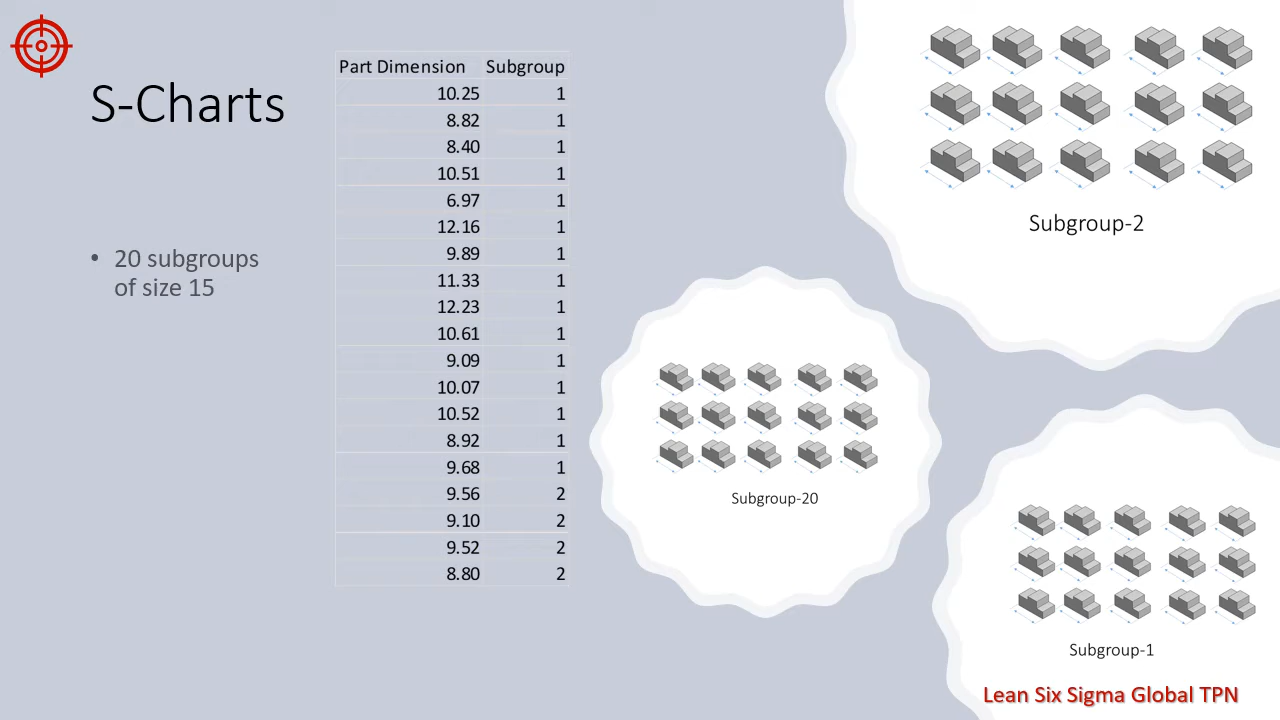 S-Charts
• 20 subgroups
of size 15
Part Dimension Subgroup
10.25 1
8.82 1
8.40 1
10.51 1
6.97 1
12.16 1
9.89 1
11.33 1
12.23 1
10.61 1
9.09 1
10.07 1
10.52 1
8.92 1
9.68 1
9.56 2
9.10 2
9.52 2
8.80 2
Subgroup-2
Subgroup-20
Subgroup-1
Lean Six Sigma Global TPN